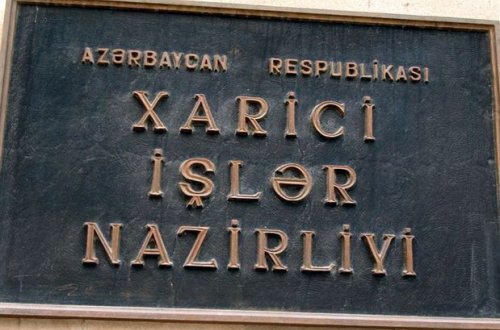 AZƏRBAYCAN RESPUBLİKASI
XARİCİ
İŞLƏR
NAZİRLİYİ